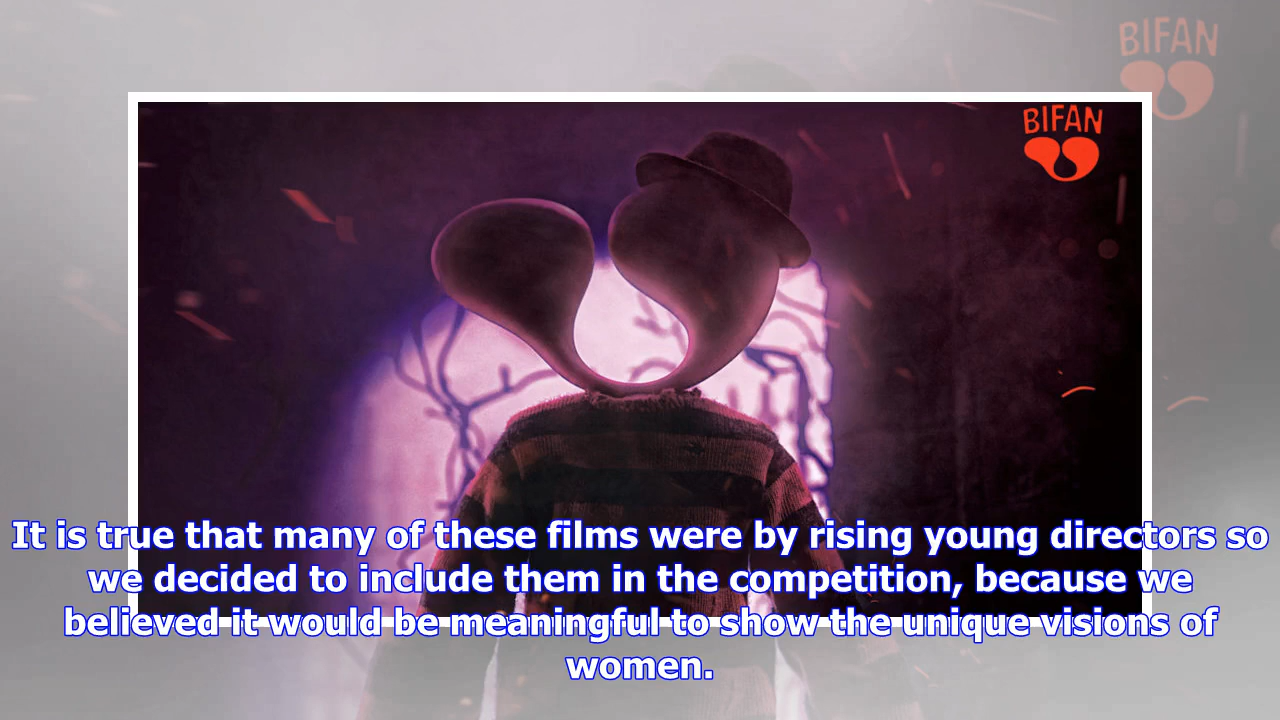 BIFAN
BIFAN
It is true that many of these films were by rising young directors so
we decided to include them in the competition, because we
believed it would be meaningful to show the unique visions of
women.